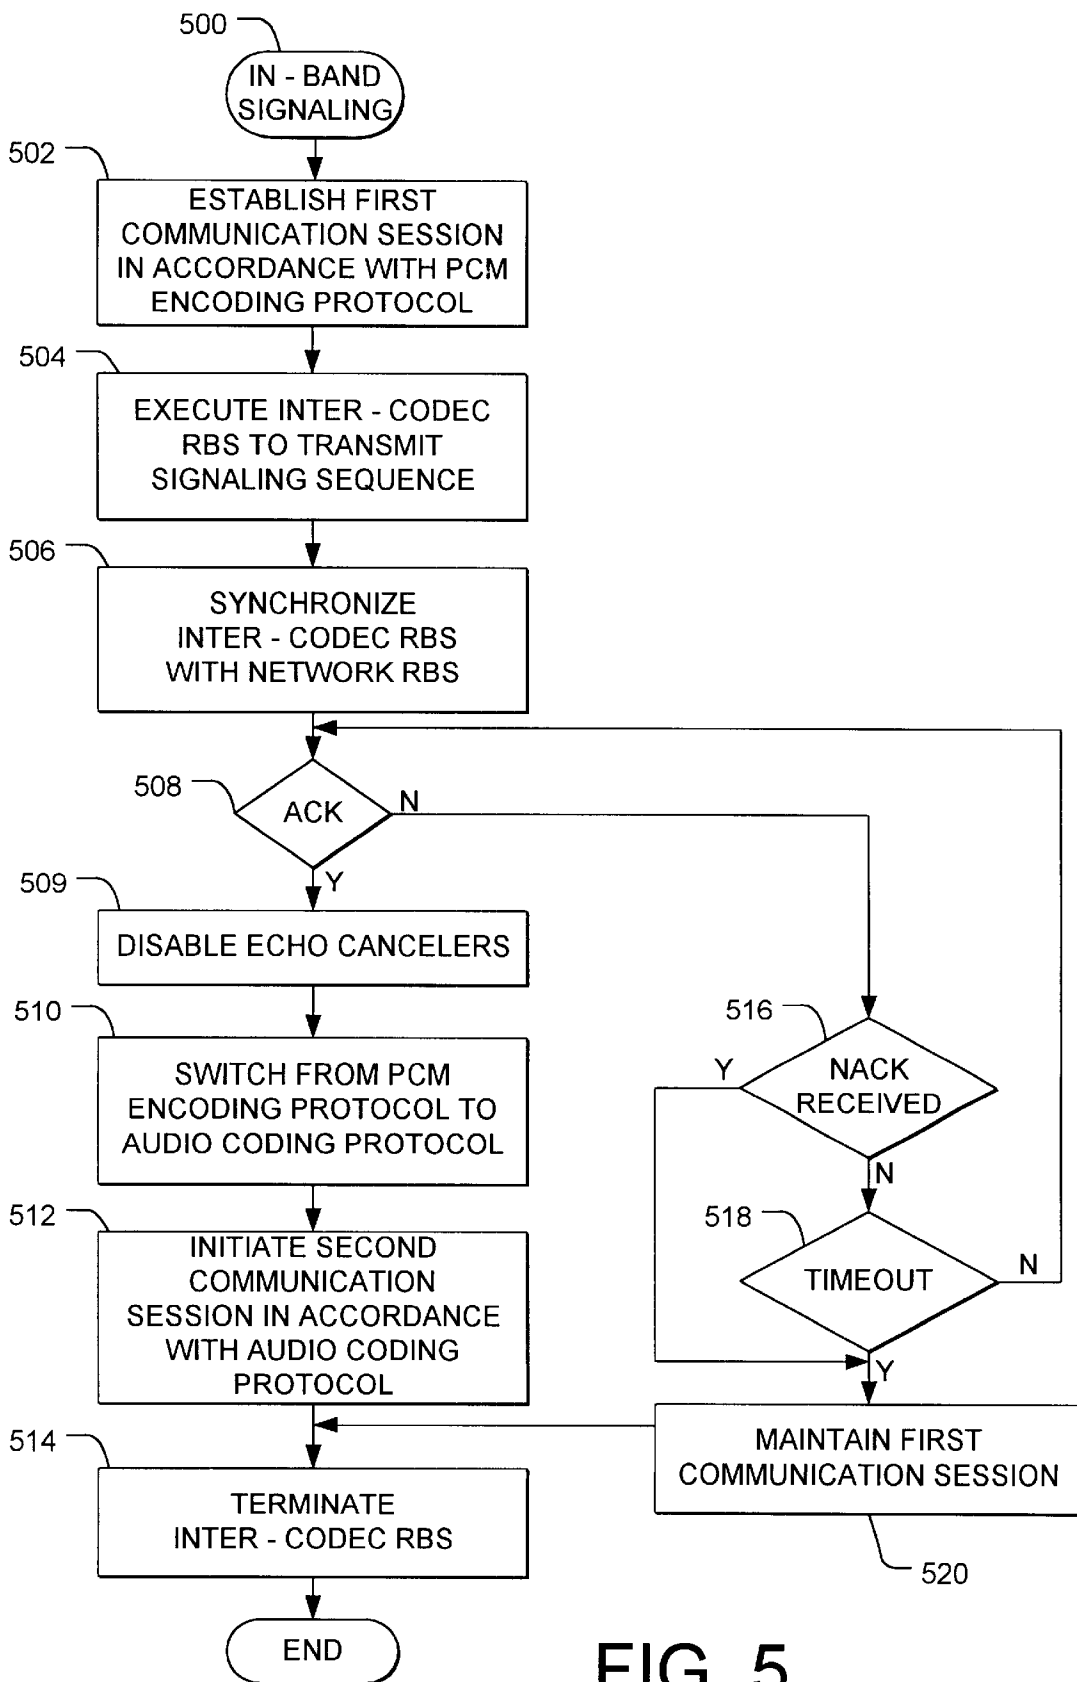 500
IN - BAND
SIGNALING
502
ESTABLISH FIRST
COMMUNICATION SESSION
IN ACCORDANCE WITH PCM
ENCODING PROTOCOL
504
EXECUTE INTER - CODEC
RBS TO TRANSMIT
SIGNALING SEQUENCE
506
SYNCHRONIZE
INTER - CODEC RBS
WITH NETWORK RBS
508
ACK
N
Y
509
DISABLE ECHO CANCELERS
510
SWITCH FROM PCM
ENCODING PROTOCOL TO
AUDIO CODING PROTOCOL
512
INITIATE SECOND
COMMUNICATION
SESSION IN ACCORDANCE
WITH AUDIO CODING
PROTOCOL
514
TERMINATE
INTER - CODEC RBS
END
516
NACK
RECEIVED
Y
N
518
TIMEOUT
N
Y
MAINTAIN FIRST
COMMUNICATION SESSION
520
FIG. 5